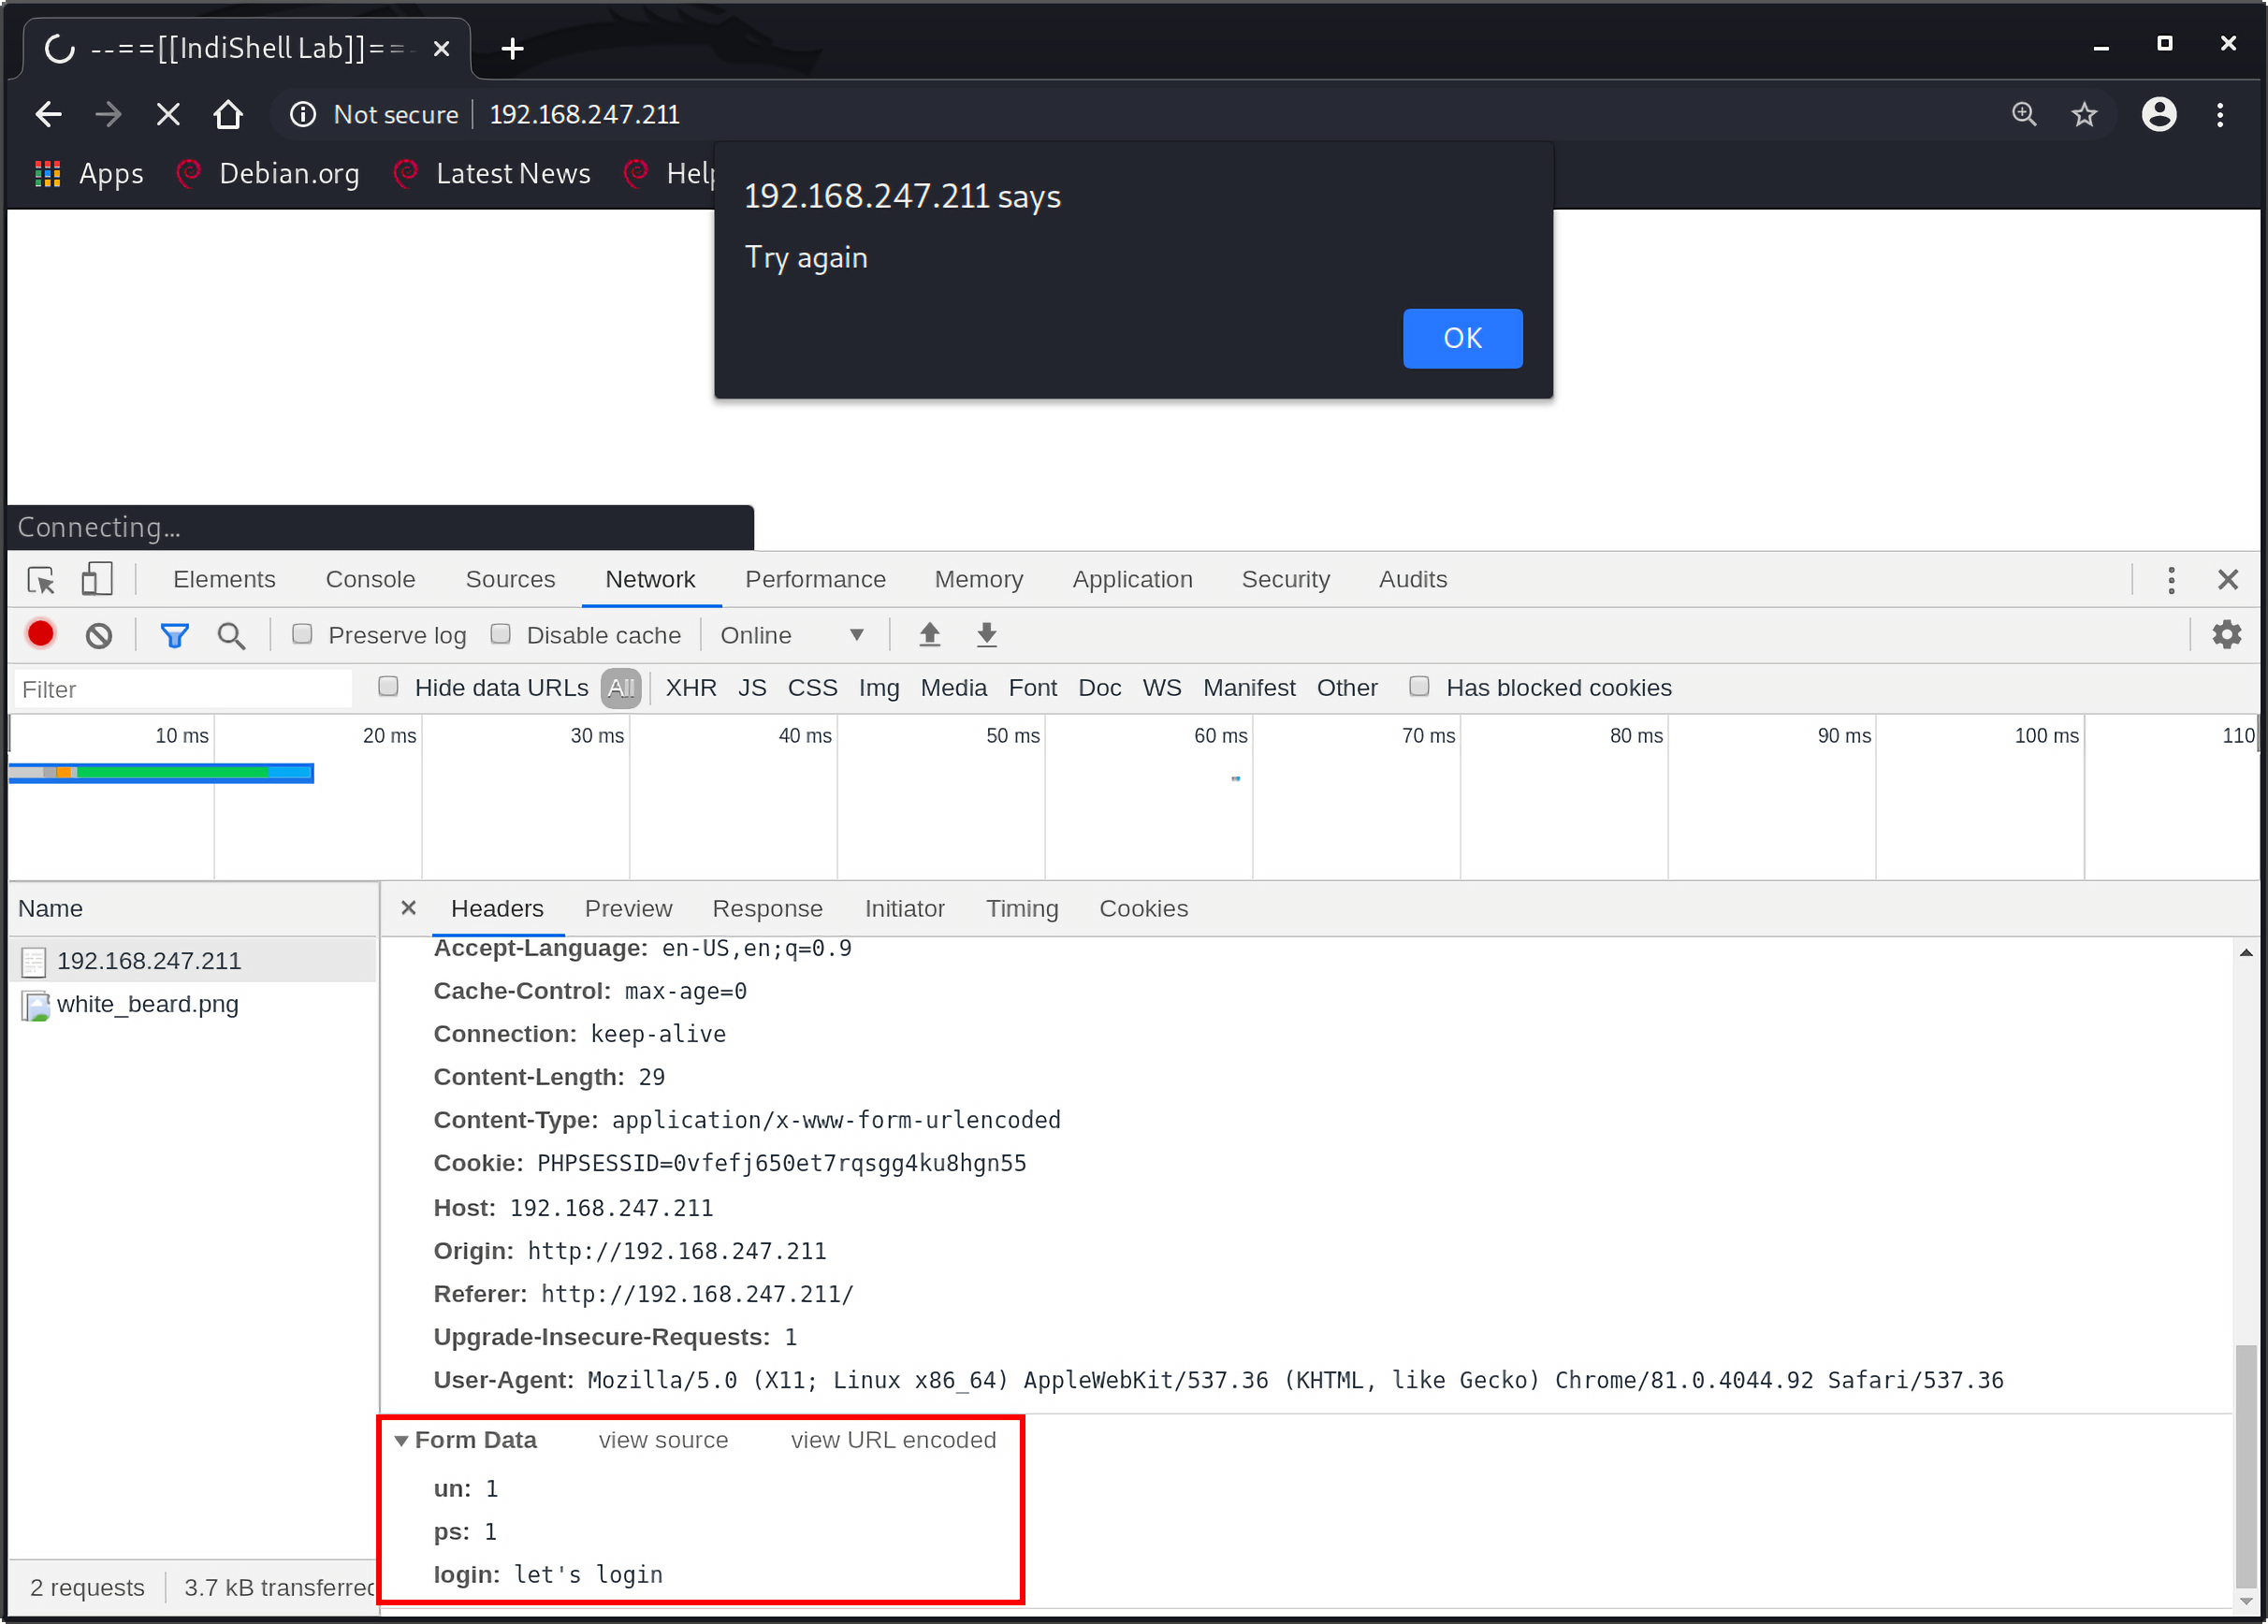 --==[[IndiShell Lab]]==-
Not secure 192.168.247.211
Apps Debian.org Latest News Help
192.168.247.211 says
Try again
OK
Connecting...
Elements Console Sources Network Performance Memory Application Security Audits
Preserve log Disable cache Online
Filter Hide data URLs All XHR JS CSS Img Media Font Doc WS Manifest Other Has blocked cookies
10 ms 20 ms 30 ms 40 ms 50 ms 60 ms 70 ms 80 ms 90 ms 100 ms 110
Name Headers Preview Response Initiator Timing Cookies
192.168.247.211
white_beard.png
Accept-Language: en-US,en;q=0.9
Cache-Control: max-age=0
Connection: keep-alive
Content-Length: 29
Content-Type: application/x-www-form-urlencoded
Cookie: PHPSESSID=0vfefj650et7rqsgg4ku8hgn55
Host: 192.168.247.211
Origin: http://192.168.247.211
Referer: http://192.168.247.211/
Upgrade-Insecure-Requests: 1
User-Agent: Mozilla/5.0 (X11; Linux x86_64) AppleWebKit/537.36 (KHTML, like Gecko) Chrome/81.0.4044.92 Safari/537.36
Form Data view source view URL encoded
un: 1
ps: 1
login: let's login
2 requests 3.7 kB transferred